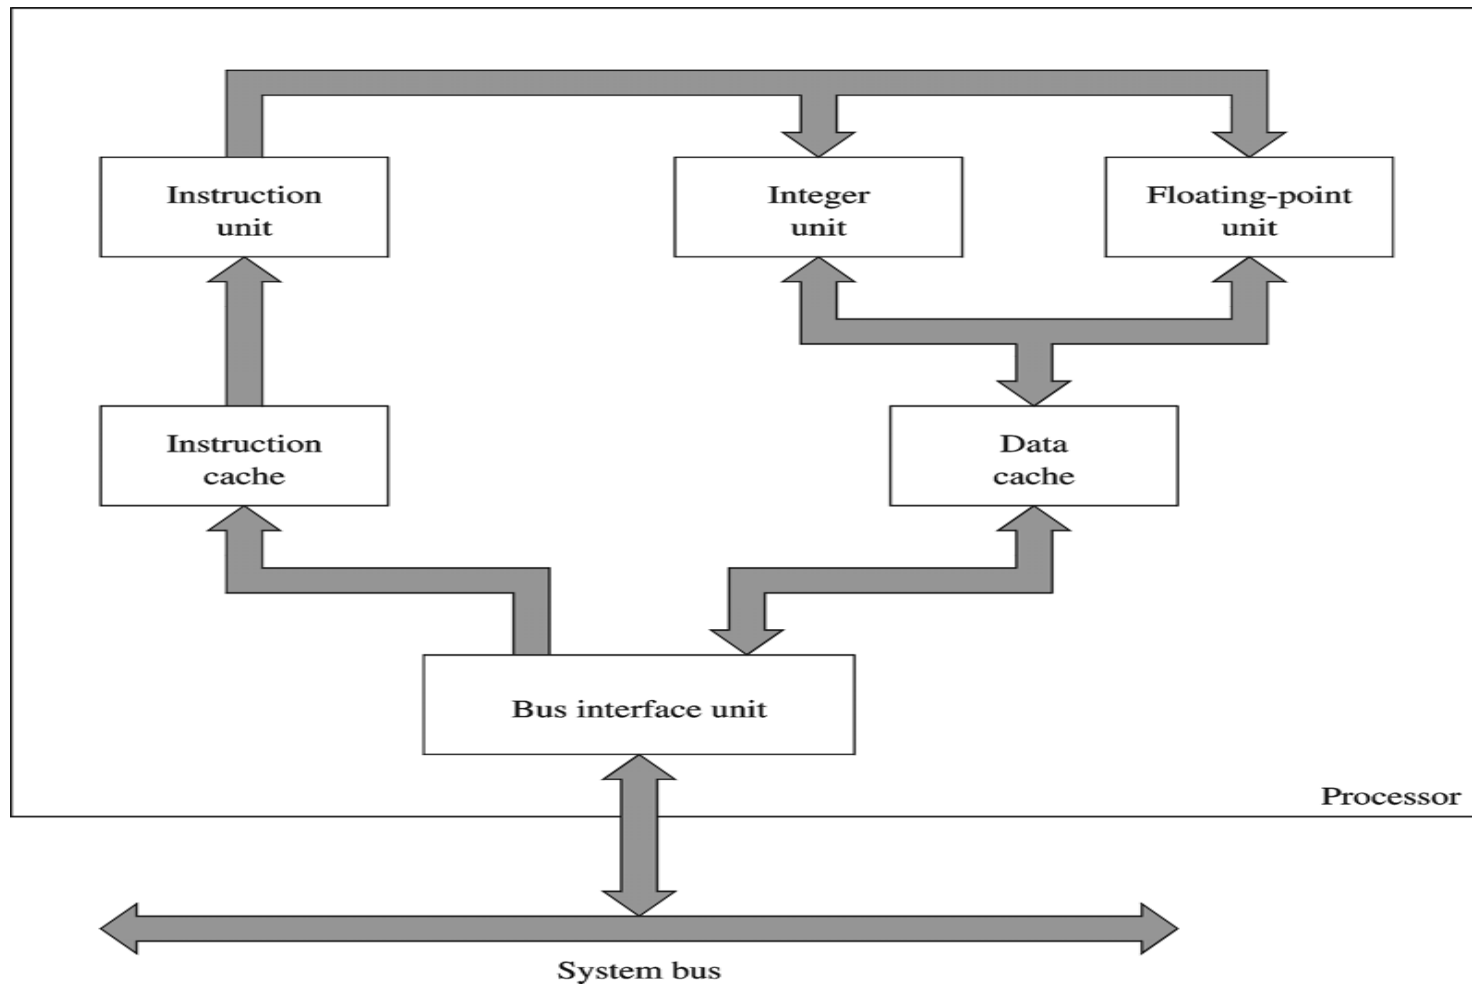 Instruction
unit
Integer
unit
Floating-point
unit
Instruction
cache
Data
cache
Bus interface unit
Processor
System bus